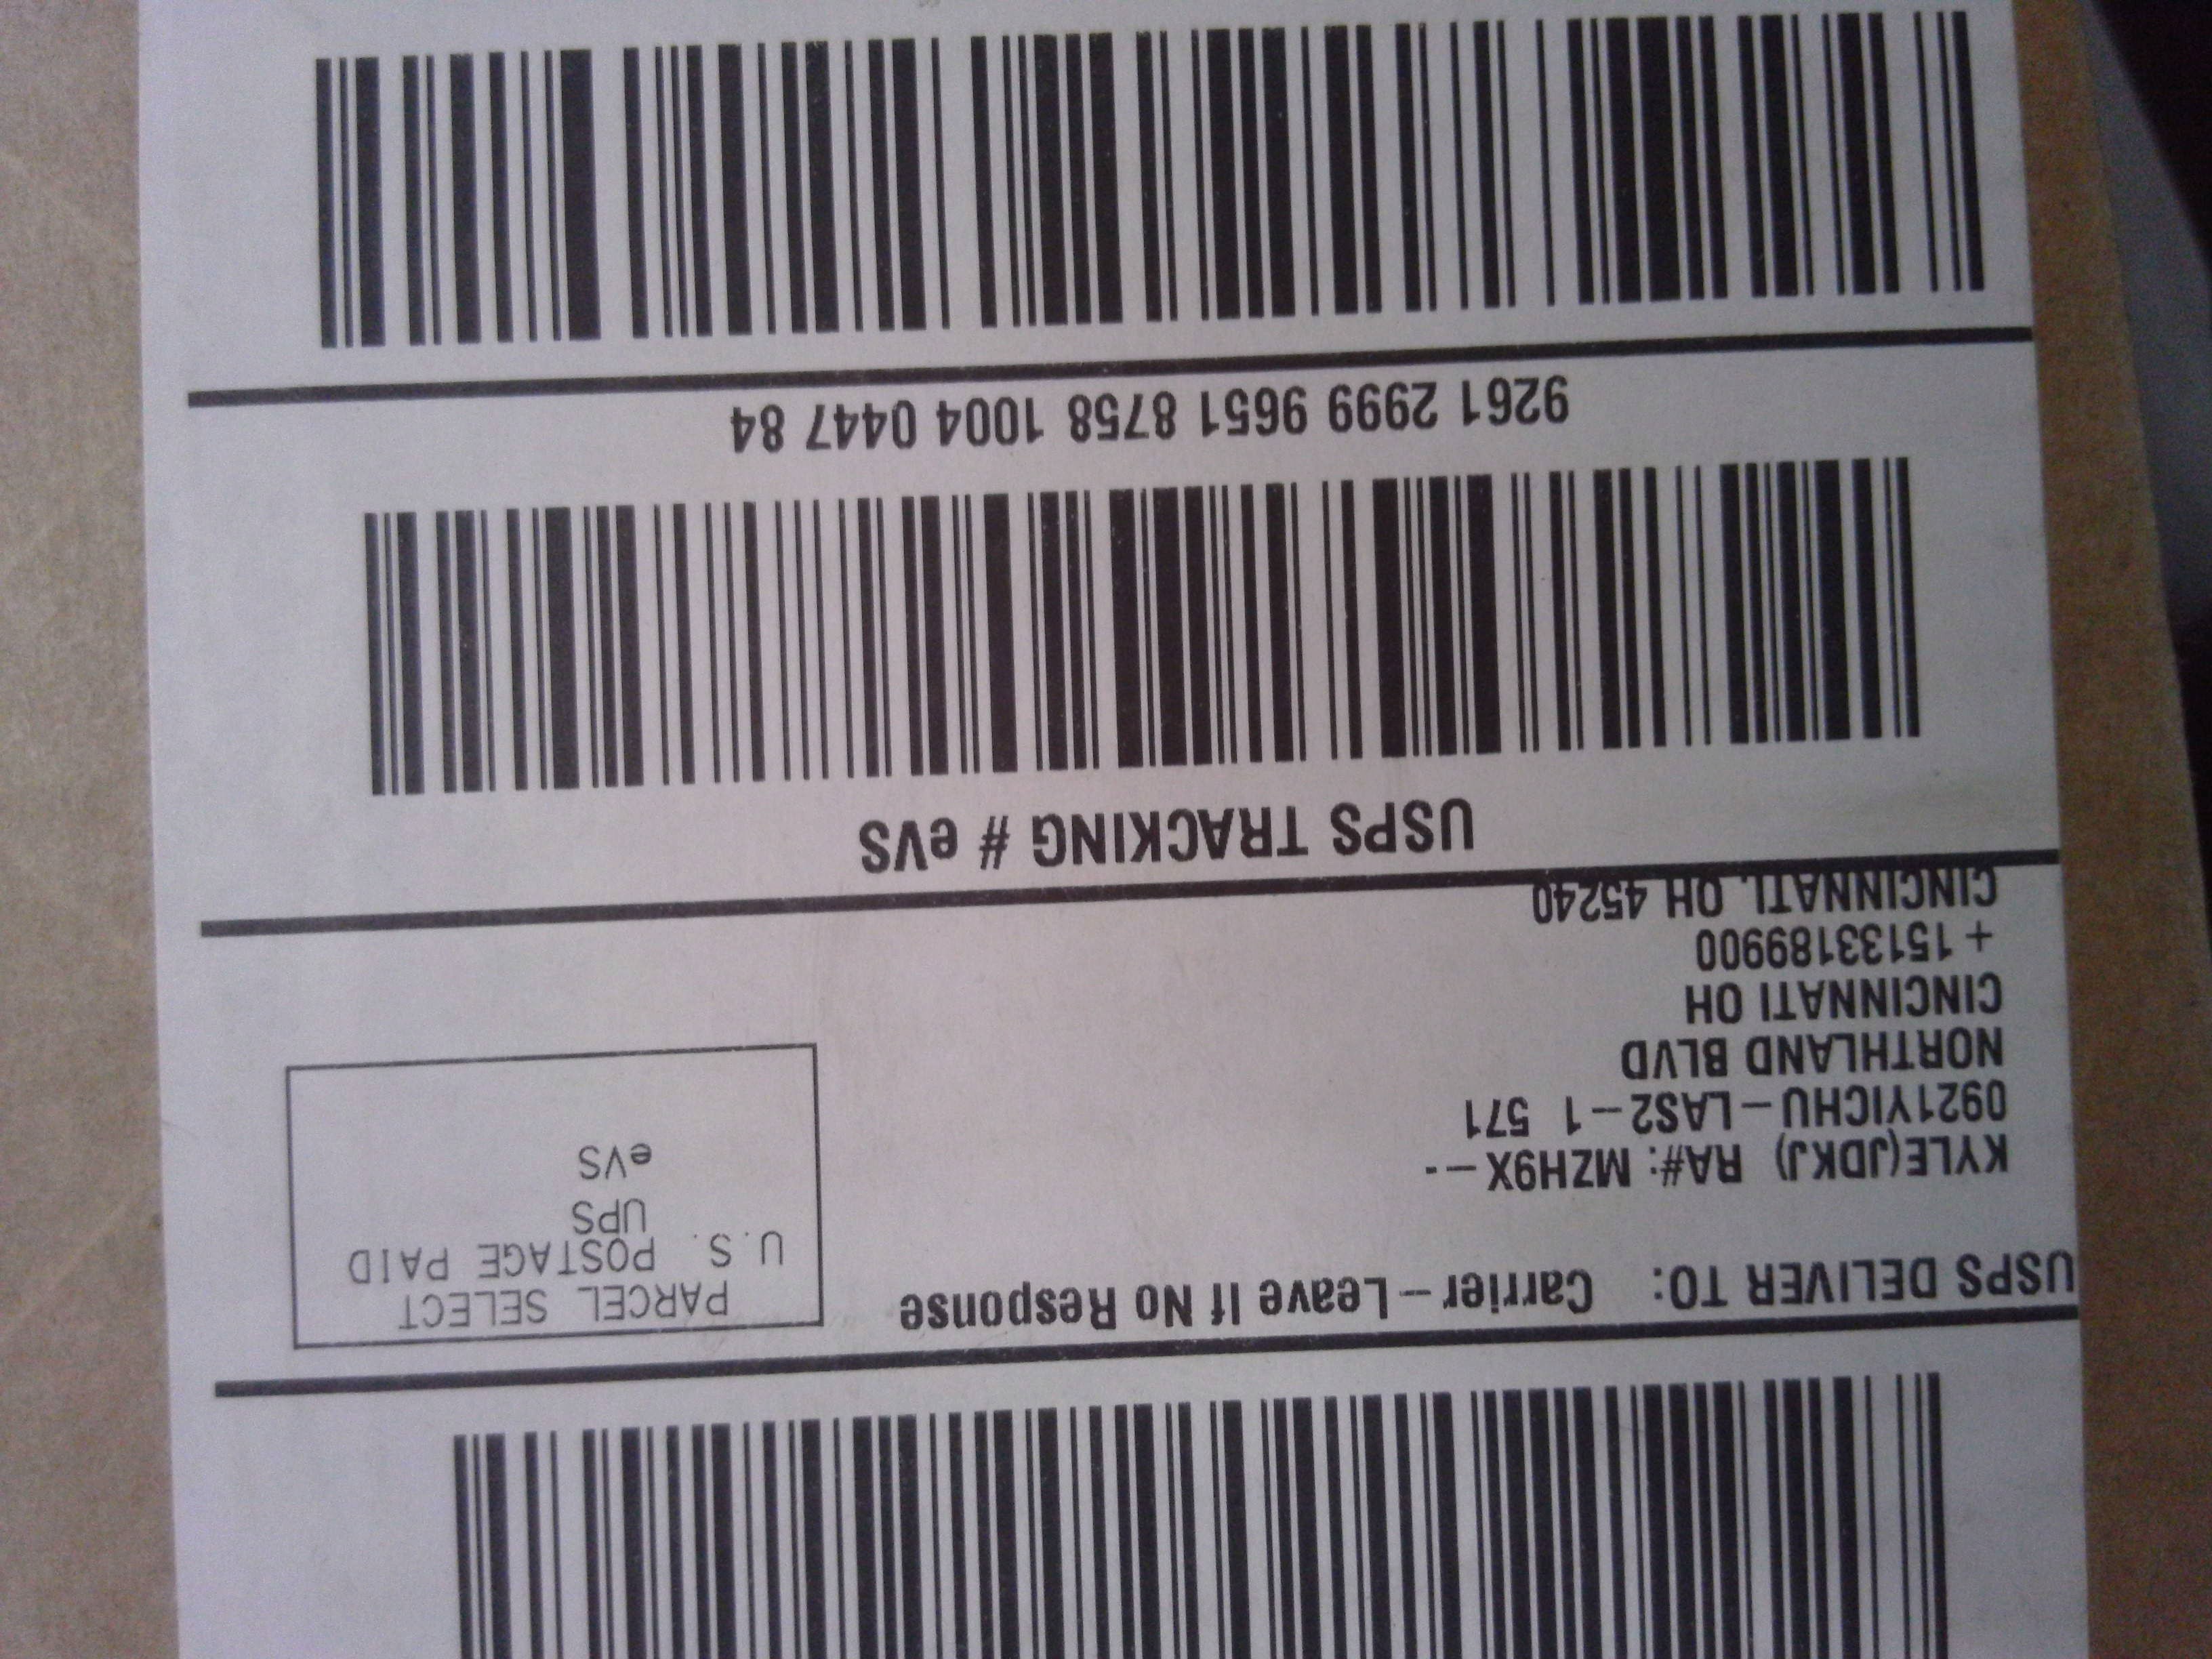 USPS DELIVER TO: Carrier-Leave If No Response
PARCEL SELECT
U.S. POSTAGE PAID
UPS
eVS
KYLE(JDKJ) RA#: MZH9X--
0921YICHU-LAS2-1 571
NORTHLAND BLVD
CINCINNATI OH
+15133189900
CINCINNATI, OH 45240
USPS TRACKING # eVS
9261 2999 9651 8758 1004 0447 84